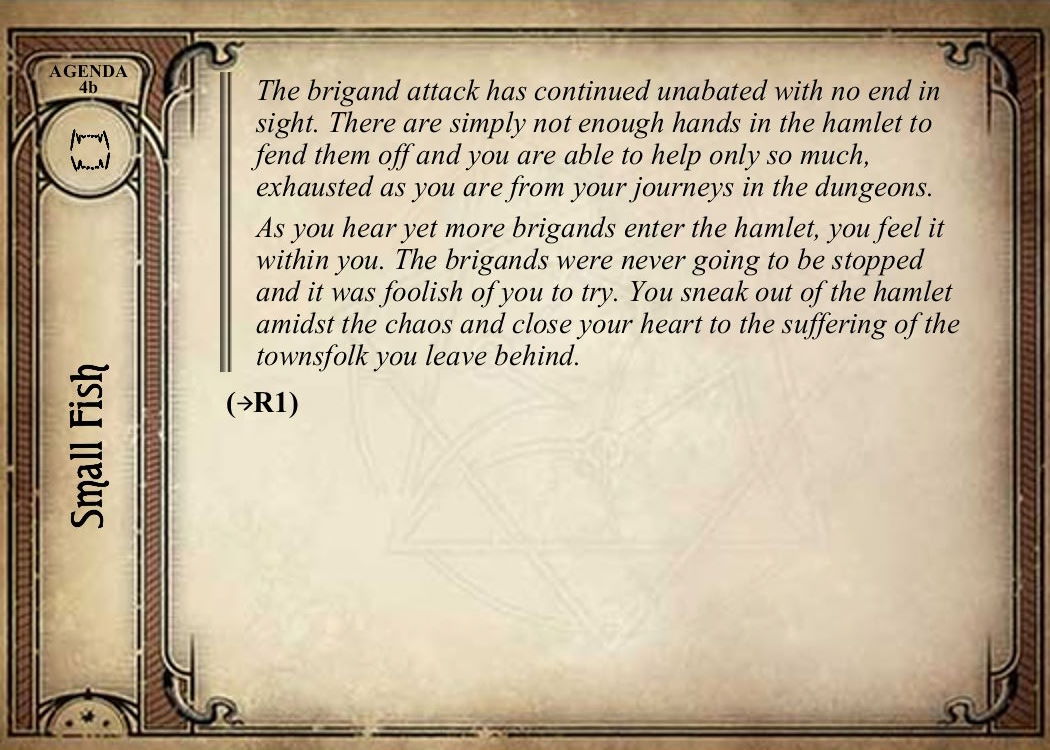 AGENDA
4b
Small Fish
The brigand attack has continued unabated with no end in
sight. There are simply not enough hands in the hamlet to
fend them off and you are able to help only so much,
exhausted as you are from your journeys in the dungeons.
As you hear yet more brigands enter the hamlet, you feel it
within you. The brigands were never going to be stopped
and it was foolish of you to try. You sneak out of the hamlet
amidst the chaos and close your heart to the suffering of the
townsfolk you leave behind.
(→R1)